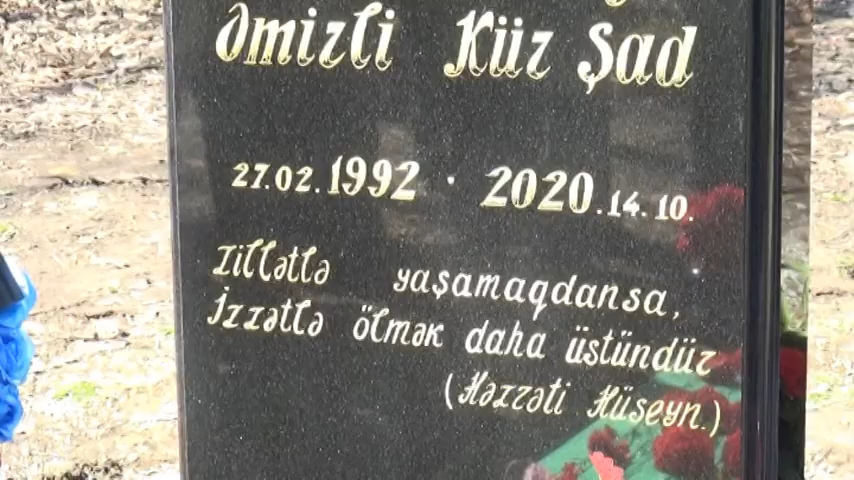 Əmizli Küz Şad
27.02.1992 · 2020.14.10.
Zillətlə yaşamaqdansa,
İzzətlə ölmək daha üstündür
(Həzrəti Hüseyn.)